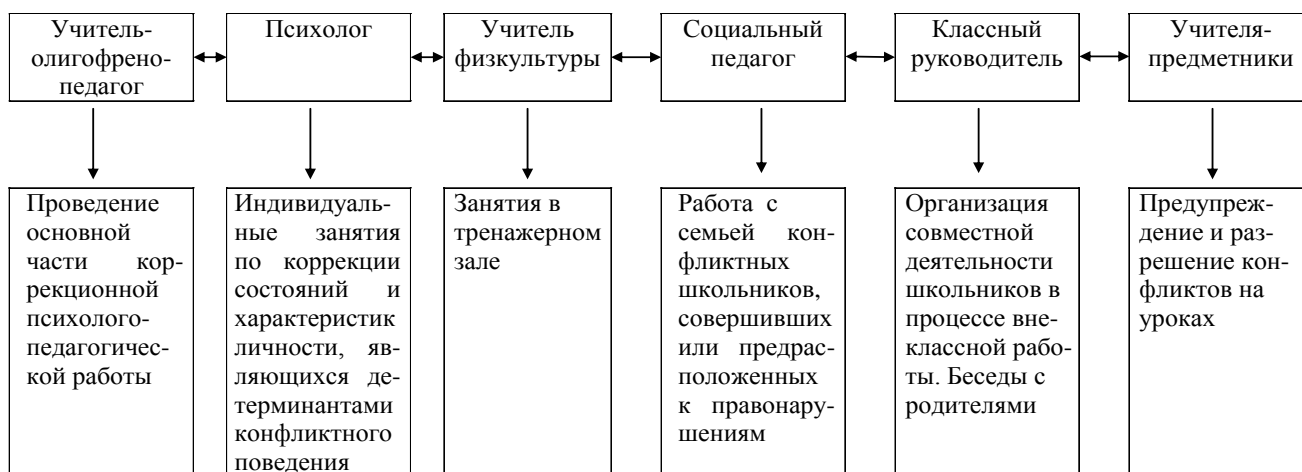 Учитель-
олигофрено-
педагог
Психолог
Учитель
физкультуры
Социальный
педагог
Классный
руководитель
Учителя-
предметники
Проведение
основной
части кор-
рекционной
психолого-
педагогичес-
кой работы
Индивидуаль-
ные занятия
по коррекции
состояний и
характеристик
личности, яв-
ляющихся де-
терминантами
конфликтного
поведения
Занятия в
тренажерном
зале
Работа с
семьей кон-
фликтных
школьников,
совершивших
или предрас-
положенных
к правонару-
шениям
Организация
совместной
деятельности
школьников в
процессе вне-
классной рабо-
ты. Беседы с
родителями
Предупреж-
дение и раз-
решение кон-
фликтов на
уроках